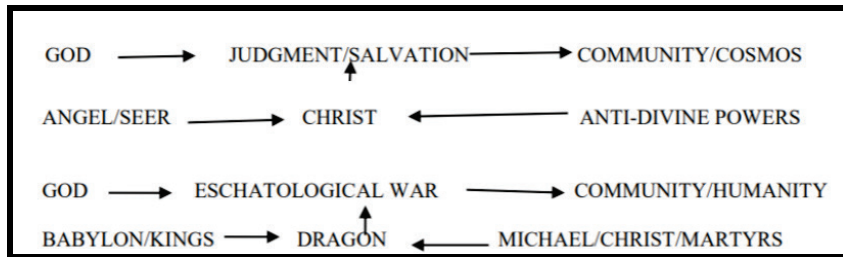 GOD JUDGMENT/SALVATION COMMUNITY/COSMOS
ANGEL/SEER CHRIST ANTI-DIVINE POWERS
GOD ESCHATOLOGICAL WAR COMMUNITY/HUMANITY
BABYLON/KINGS DRAGON MICHAEL/CHRIST/MARTYRS